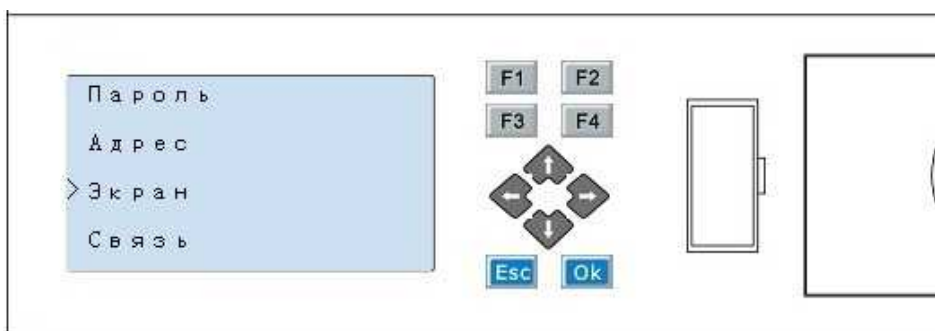 Пароль
F1 F2
Адрес
F3 F4
>Экран
Связь
Esc Ok